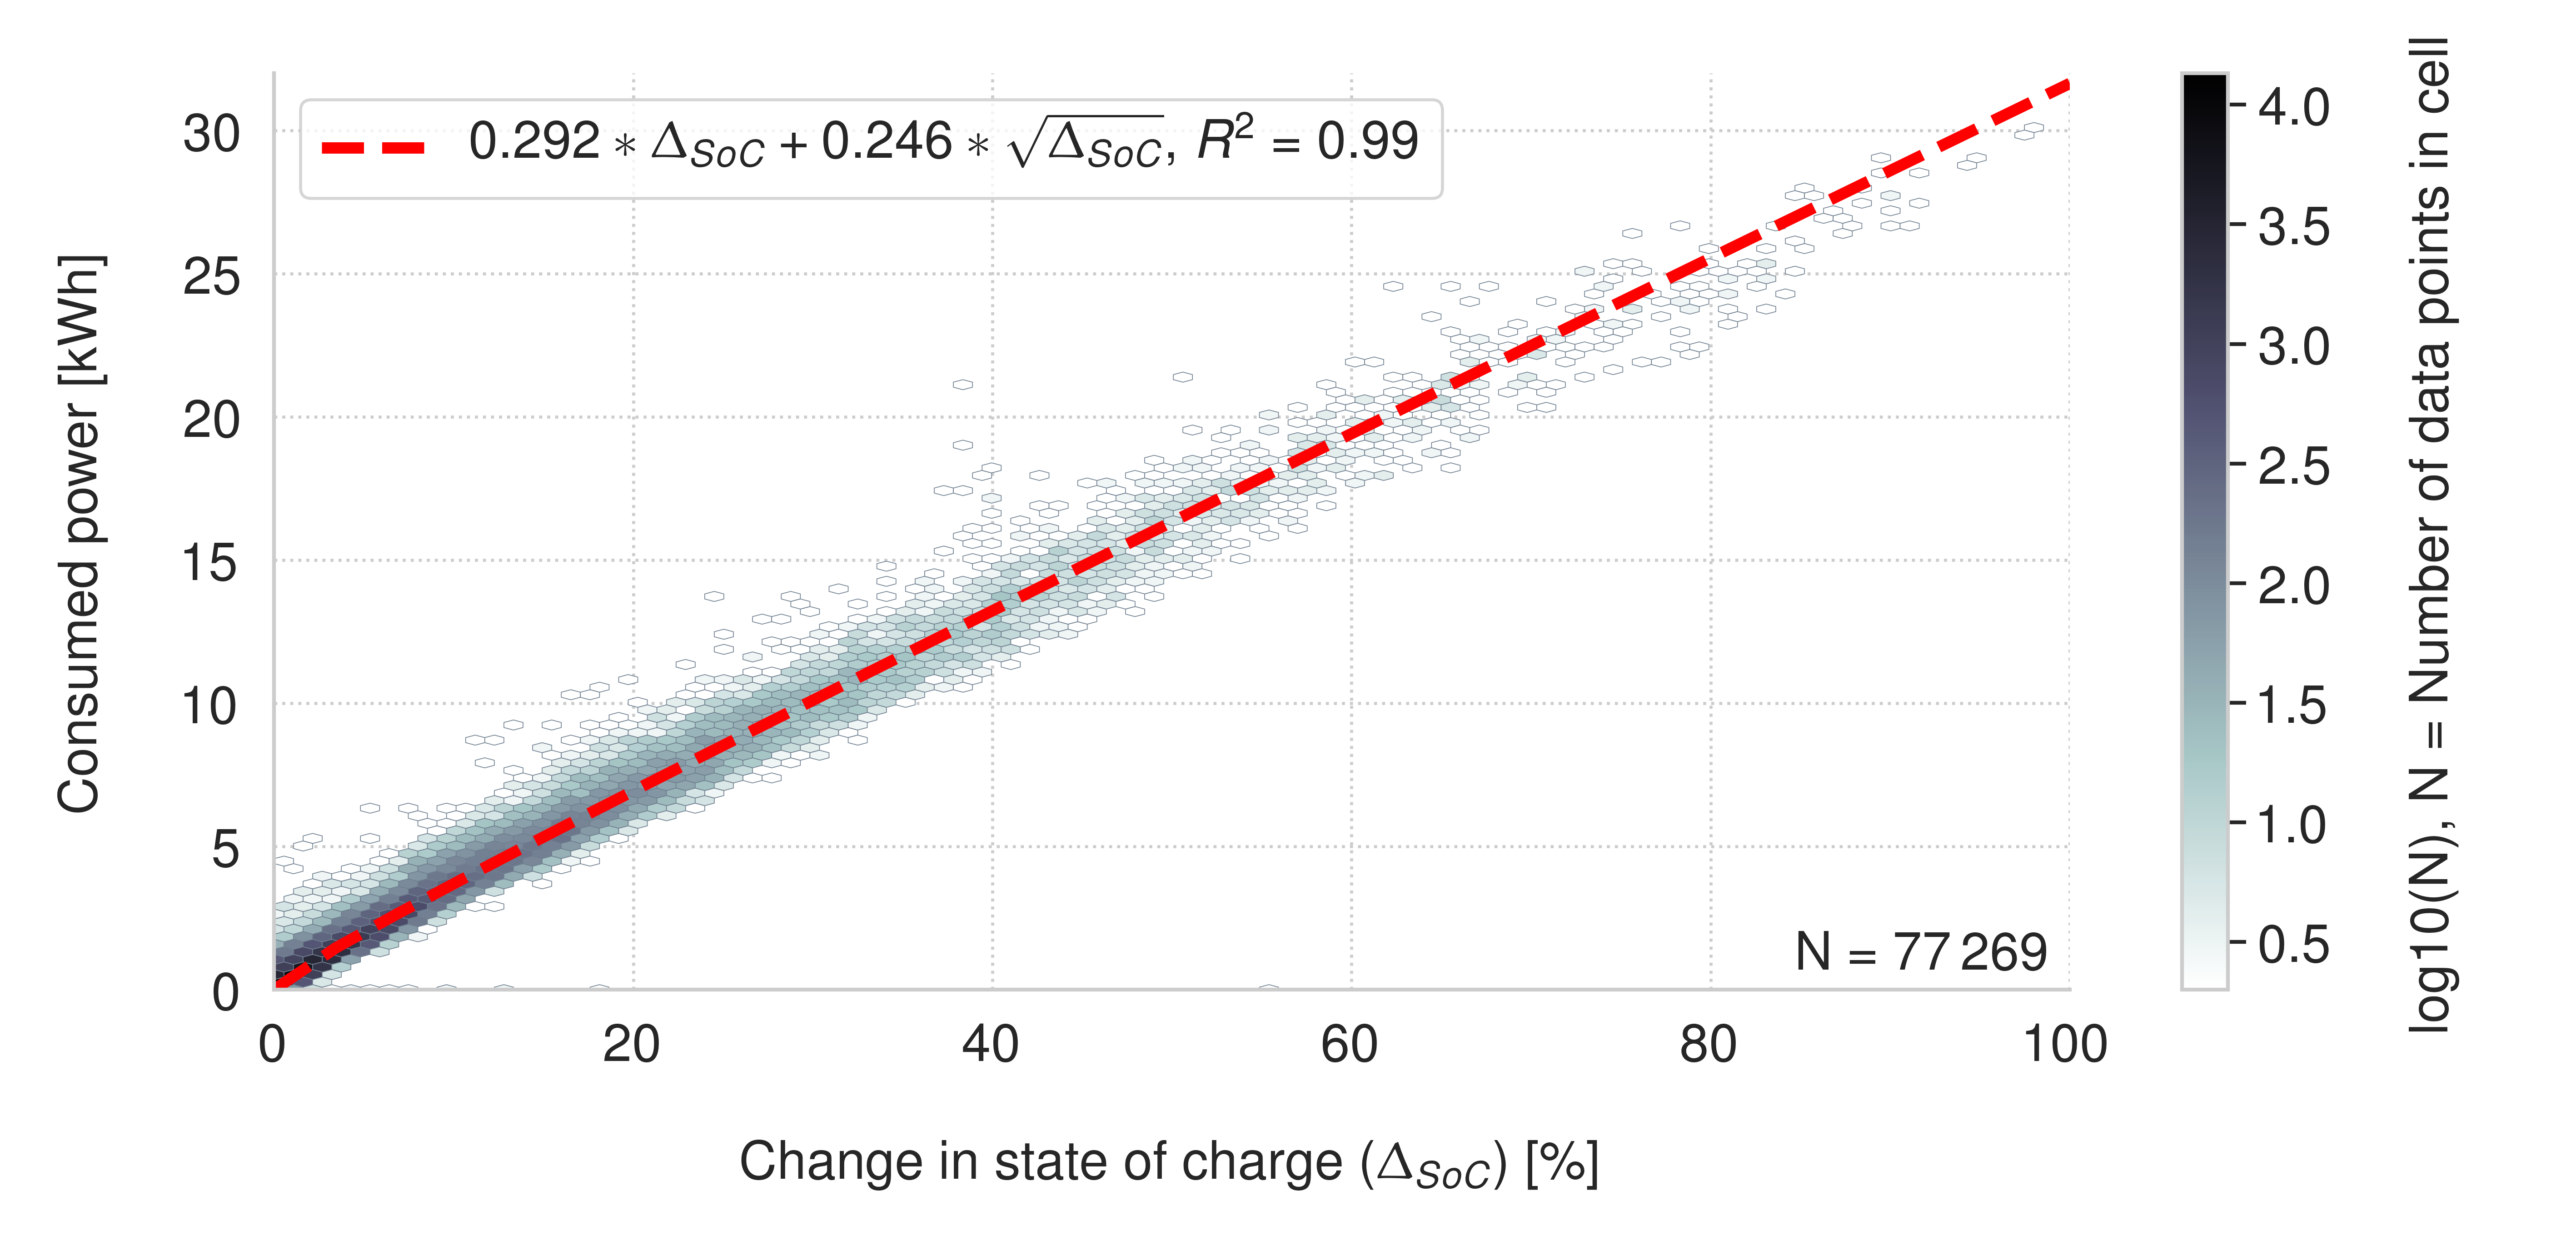 0.292 * Δ_SoC + 0.246 * √Δ_SoC, R² = 0.99
30
25
20
15
10
5
0
Consumed power [kWh]
0 20 40 60 80 100
Change in state of charge (Δ_SoC) [%]
N = 77 269
4.0
3.5
3.0
2.5
2.0
1.5
1.0
0.5
log10(N), N = Number of data points in cell